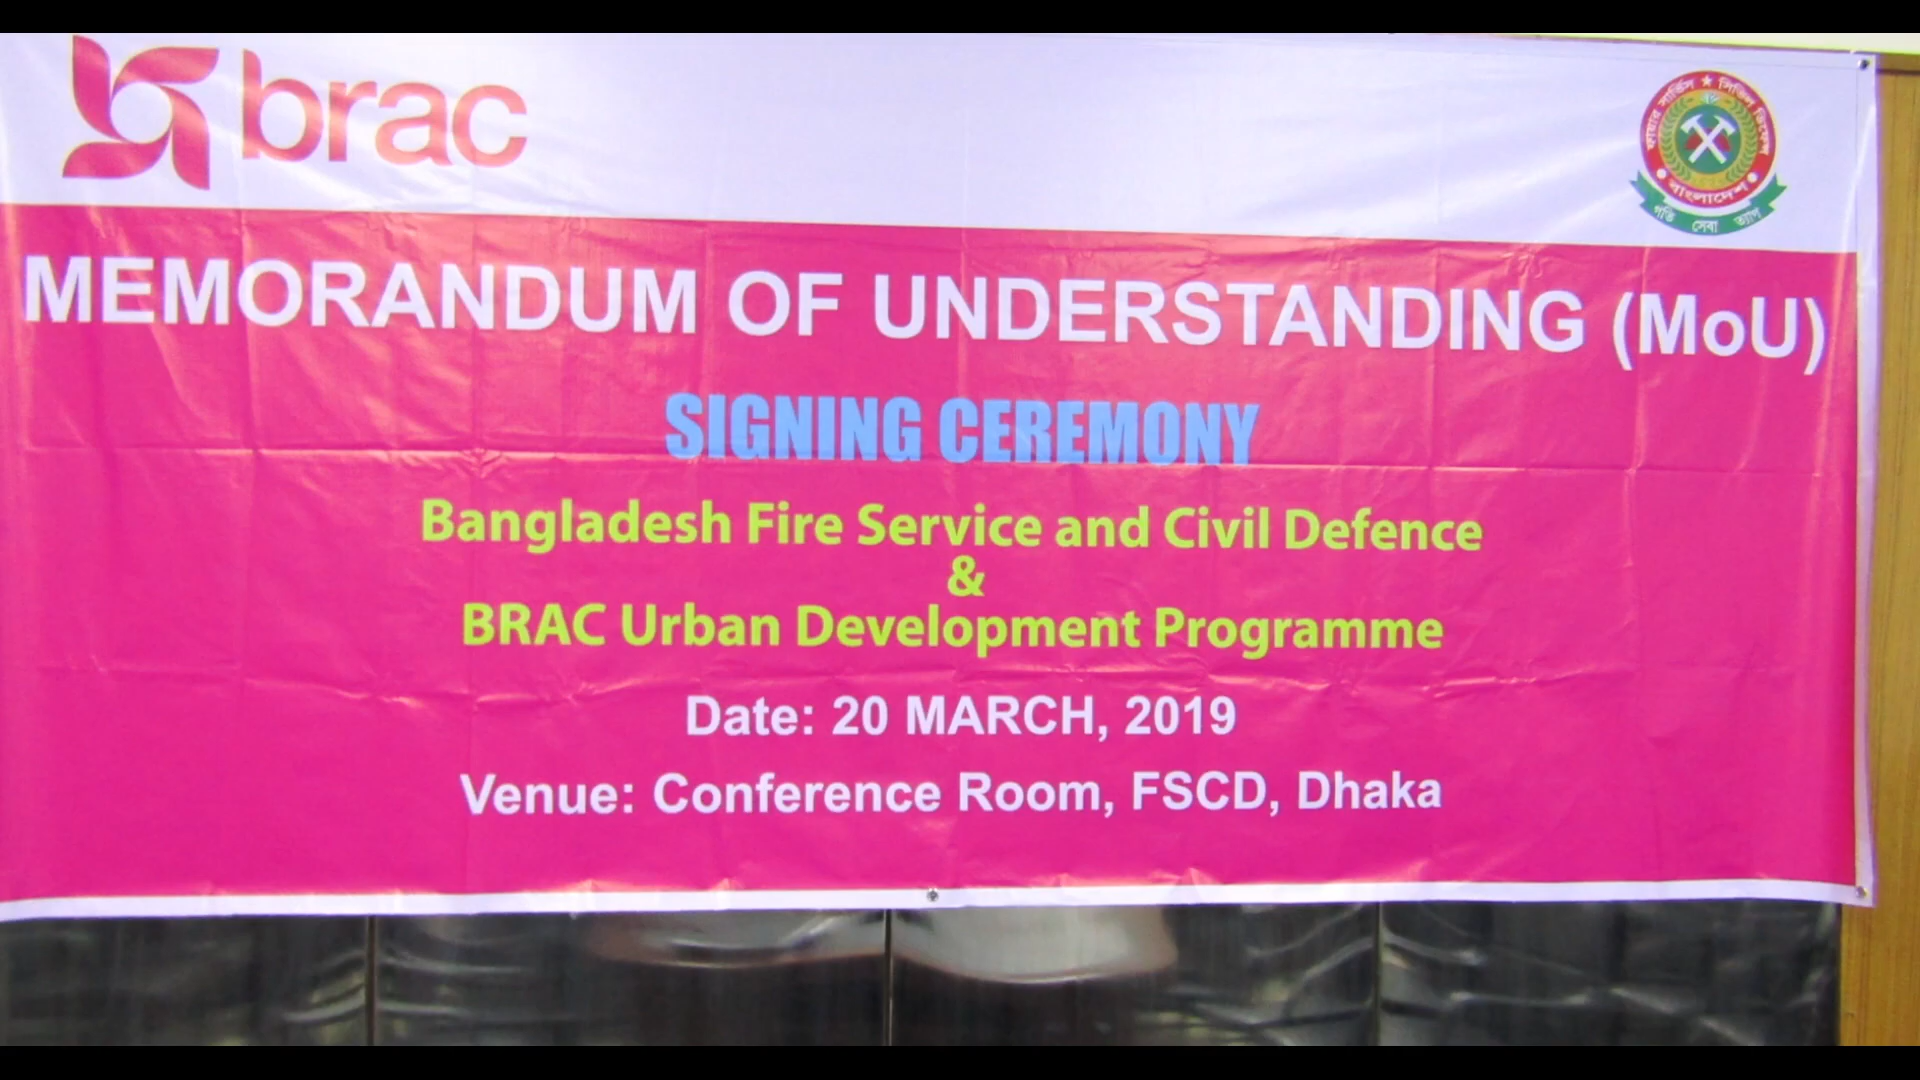 brac
ফায়ার সার্ভিস ★ সিভিল ডিফেন্স
বাংলাদেশ
গতি সেবা ত্যাগ
MEMORANDUM OF UNDERSTANDING (MoU)
SIGNING CEREMONY
Bangladesh Fire Service and Civil Defence
&
BRAC Urban Development Programme
Date: 20 MARCH, 2019
Venue: Conference Room, FSCD, Dhaka